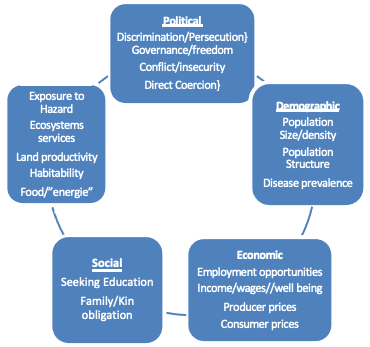 Political
Discrimination/Persecution}
Governance/freedom
Conflict/insecurity
Direct Coercion}
Demographic
Population
Size/density
Population
Structure
Disease prevalence
Economic
Employment opportunities
Income/wages//well being
Producer prices
Consumer prices
Social
Seeking Education
Family/Kin
obligation
Exposure to
Hazard
Ecosystems
services
Land productivity
Habitability
Food/"energie"